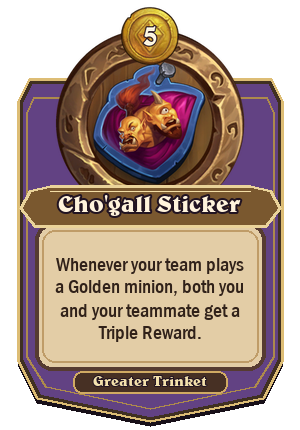 5
Cho'gall Sticker
Whenever your team plays
a Golden minion, both you
and your teammate get a
Triple Reward.
Greater Trinket